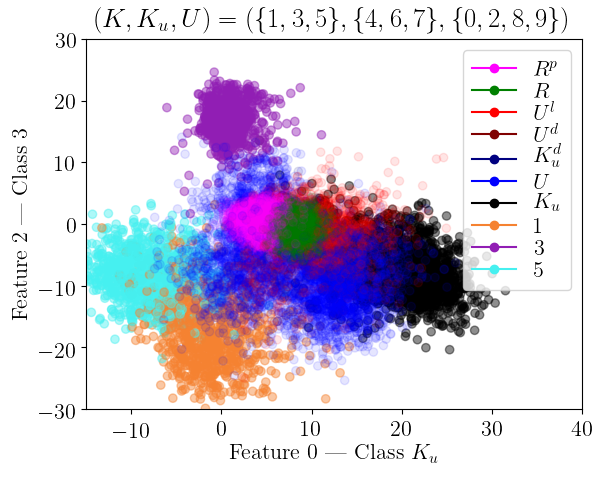 (K, K_u, U) = ({1, 3, 5}, {4, 6, 7}, {0, 2, 8, 9})
30
20
10
0
−10
−20
−30
Feature 2 — Class 3
R^p
R
U^l
U^d
K_u^d
U
K_u
1
3
5
−10
0
10
20
30
40
Feature 0 — Class K_u